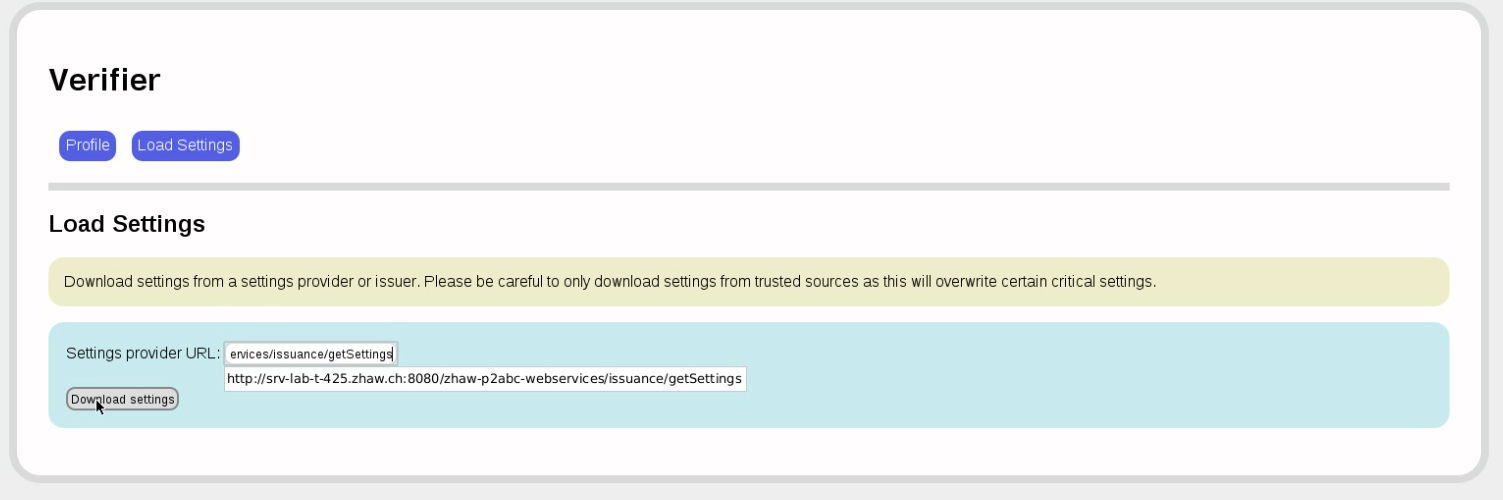 Verifier
Profile Load Settings
Load Settings
Download settings from a settings provider or issuer. Please be careful to only download settings from trusted sources as this will overwrite certain critical settings.
Settings provider URL: ervices/issuance/getSettings
http://srv-lab-t-425.zhaw.ch:8080/zhaw-p2abc-webservices/issuance/getSettings
Download settings